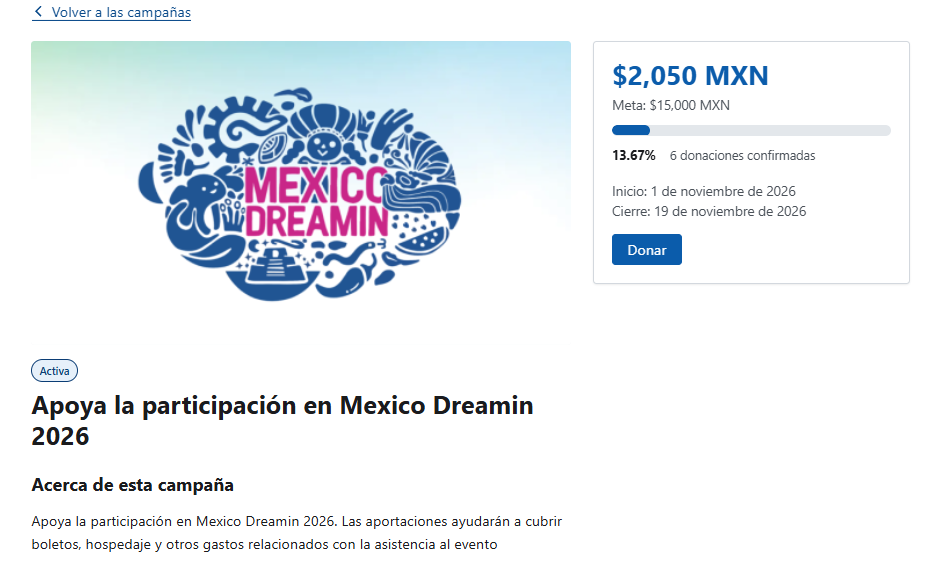 Volver a las campañas
MEXICO
DREAMIN
$2,050 MXN
Meta: $15,000 MXN
13.67% 6 donaciones confirmadas
Inicio: 1 de noviembre de 2026
Cierre: 19 de noviembre de 2026
Donar
Activa
Apoya la participación en Mexico Dreamin
2026
Acerca de esta campaña
Apoya la participación en Mexico Dreamin 2026. Las aportaciones ayudarán a cubrir
boletos, hospedaje y otros gastos relacionados con la asistencia al evento